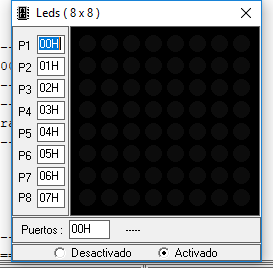 Leds ( 8 x 8 )
P1 00H
P2 01H
P3 02H
P4 03H
P5 04H
P6 05H
P7 06H
P8 07H
Puertos : 00H -----
Desactivado Activado